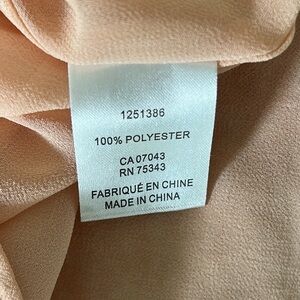 1251386
100% POLYESTER
CA 07043
RN 75343
FABRIQUÉ EN CHINE
MADE IN CHINA